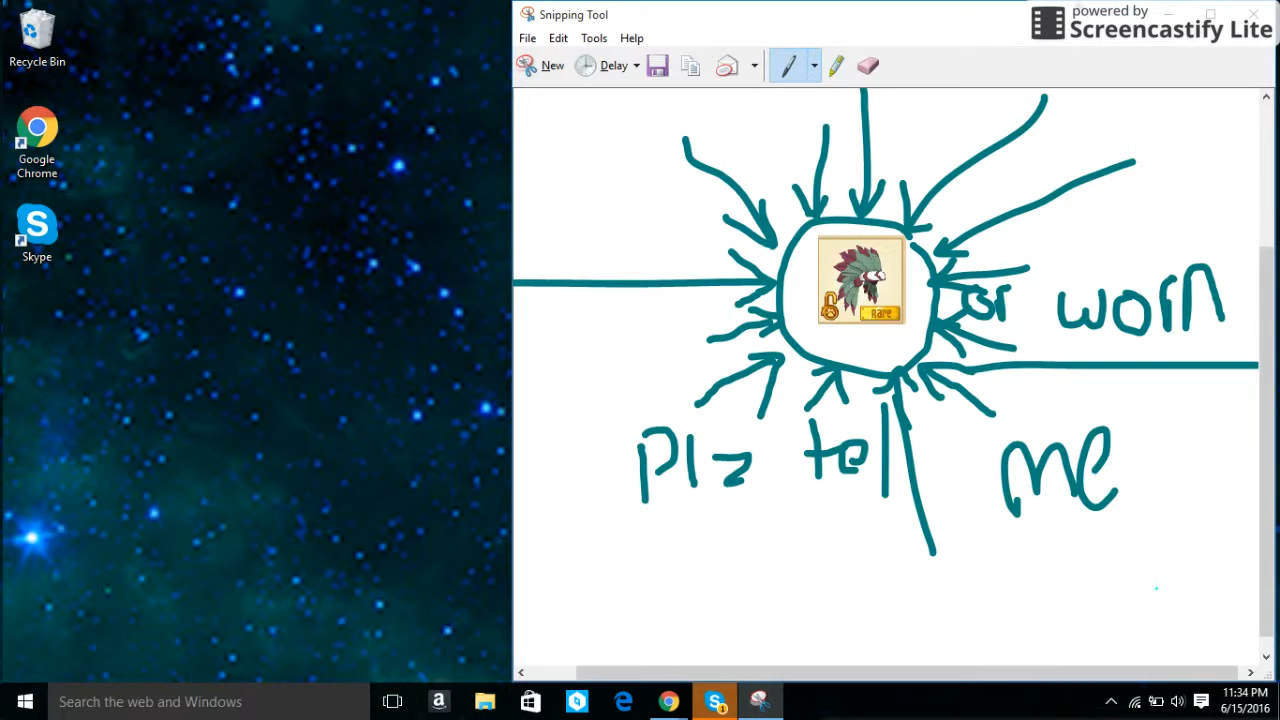 Recycle Bin
Google Chrome
Skype
Snipping Tool
powered by
Screencastify Lite
File Edit Tools Help
New Delay
Rare
or worn
Plz tell me
Search the web and Windows
11:34 PM
6/15/2016